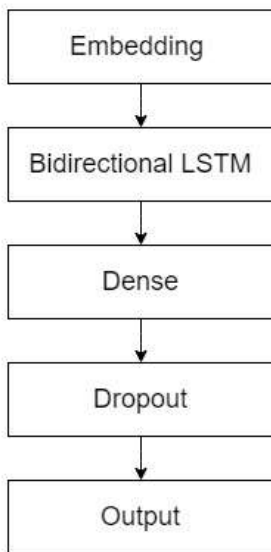 Embedding
Bidirectional LSTM
Dense
Dropout
Output